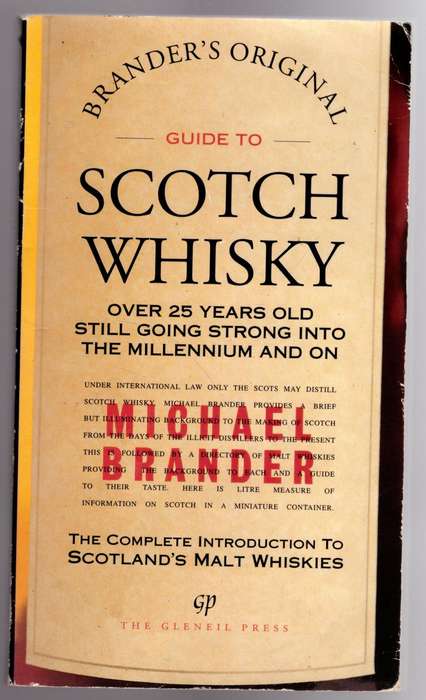 BRANDER'S ORIGINAL
GUIDE TO
SCOTCH
WHISKY
OVER 25 YEARS OLD
STILL GOING STRONG INTO
THE MILLENNIUM AND ON
UNDER INTERNATIONAL LAW ONLY THE SCOTS MAY DISTILL
SCOTCH WHISKY. MICHAEL BRANDER PROVIDES A BRIEF
BUT ILLUMINATING BACKGROUND TO THE MAKING OF SCOTCH
FROM THE DAYS OF THE ILLICIT DISTILLERS TO THE PRESENT
THIS IS FOLLOWED BY A DIRECTORY OF MALT WHISKIES
PROVIDING THE BACKGROUND TO EACH AND A GUIDE
TO THEIR TASTE. HERE IS LITRE MEASURE OF
INFORMATION ON SCOTCH IN A MINIATURE CONTAINER.
MICHAEL
BRANDER
THE COMPLETE INTRODUCTION TO
SCOTLAND'S MALT WHISKIES
gp
THE GLENEIL PRESS